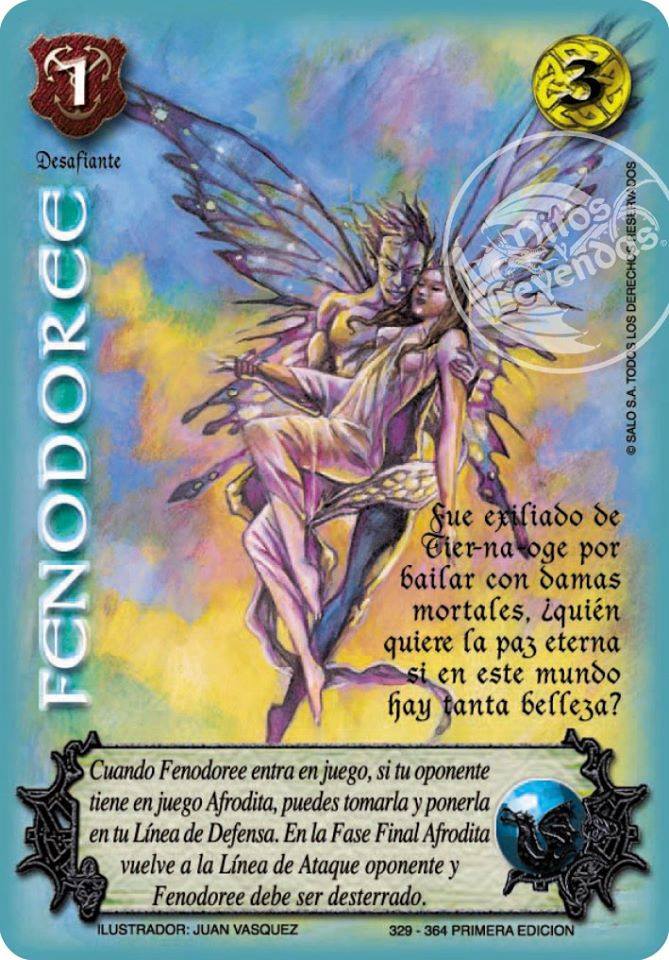 1
3
Desafiante
FENODOREE
Mitos
y
Leyendas
© SALO S.A. TODOS LOS DERECHOS RESERVADOS
Fue exiliado de
Tier-na-oge por
bailar con damas
mortales, ¿quién
quiere la paz eterna
si en este mundo
hay tanta belleza?
Cuando Fenodoree entra en juego, si tu oponente
tiene en juego Afrodita, puedes tomarla y ponerla
en tu Línea de Defensa. En la Fase Final Afrodita
vuelve a la Línea de Ataque oponente y
Fenodoree debe ser desterrado.
ILUSTRADOR: JUAN VASQUEZ
329 - 364 PRIMERA EDICION